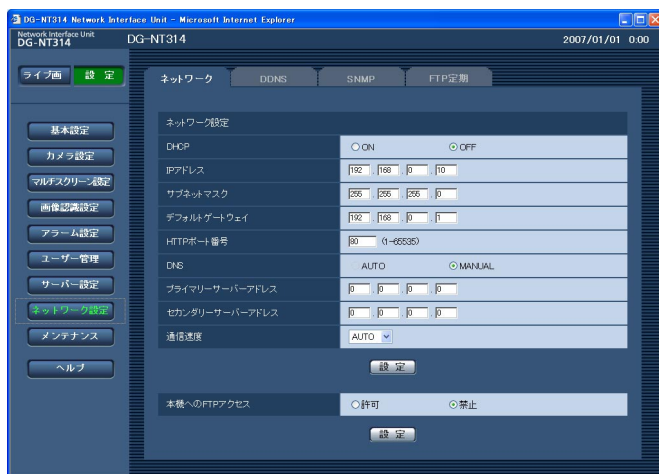 DG-NT314 Network Interface Unit - Microsoft Internet Explorer
Network Interface Unit
DG-NT314
DG-NT314
2007/01/01 0:00
ライブ画 設 定
ネットワーク DDNS SNMP FTP定期
基本設定
カメラ設定
マルチスクリーン設定
画像認識設定
アラーム設定
ユーザー管理
サーバー設定
ネットワーク設定
メンテナンス
ヘルプ
ネットワーク設定
DHCP ON OFF
IPアドレス 192 . 168 . 0 . 10
サブネットマスク 255 . 255 . 255 . 0
デフォルトゲートウェイ 192 . 168 . 0 . 1
HTTPポート番号 80 (1-65535)
DNS AUTO MANUAL
プライマリーサーバーアドレス 0 . 0 . 0 . 0
セカンダリーサーバーアドレス 0 . 0 . 0 . 0
通信速度 AUTO
設 定
本機へのFTPアクセス 許可 禁止
設 定